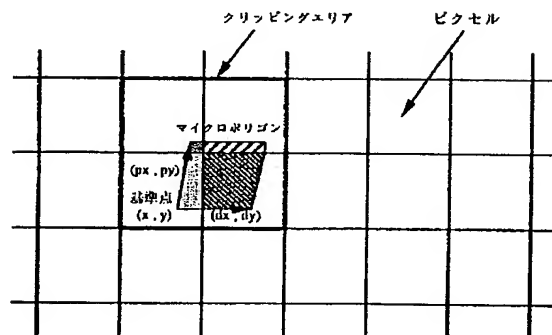 クリッピングエリア
ピクセル
マイクロポリゴン
(px , py)
基準点
(x , y)
(dx , dy)